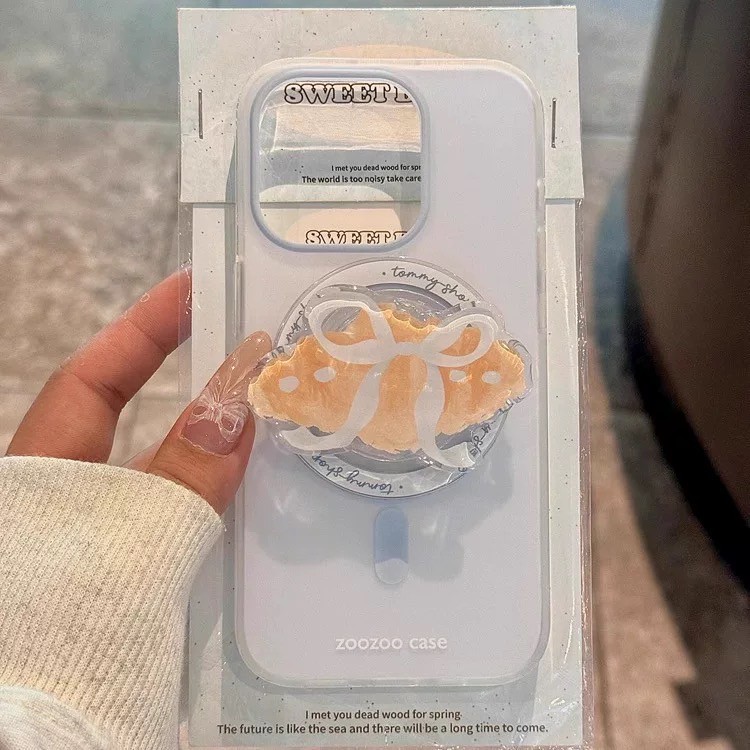 SWEET B
I met you dead wood for spr
The world is too noisy take care
SWEET
• tommy-sho
tommy-shop •
zoozoo case
I met you dead wood for spring.
The future is like the sea and there will be a long time to come.